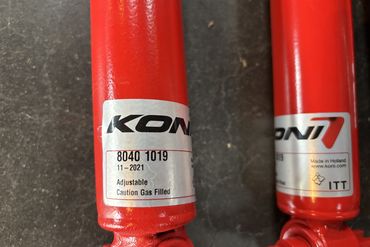 KONI
8040 1019
11-2021
Adjustable
Caution Gas Filled
ONI
Made in Holland
www.koni.com
ITT